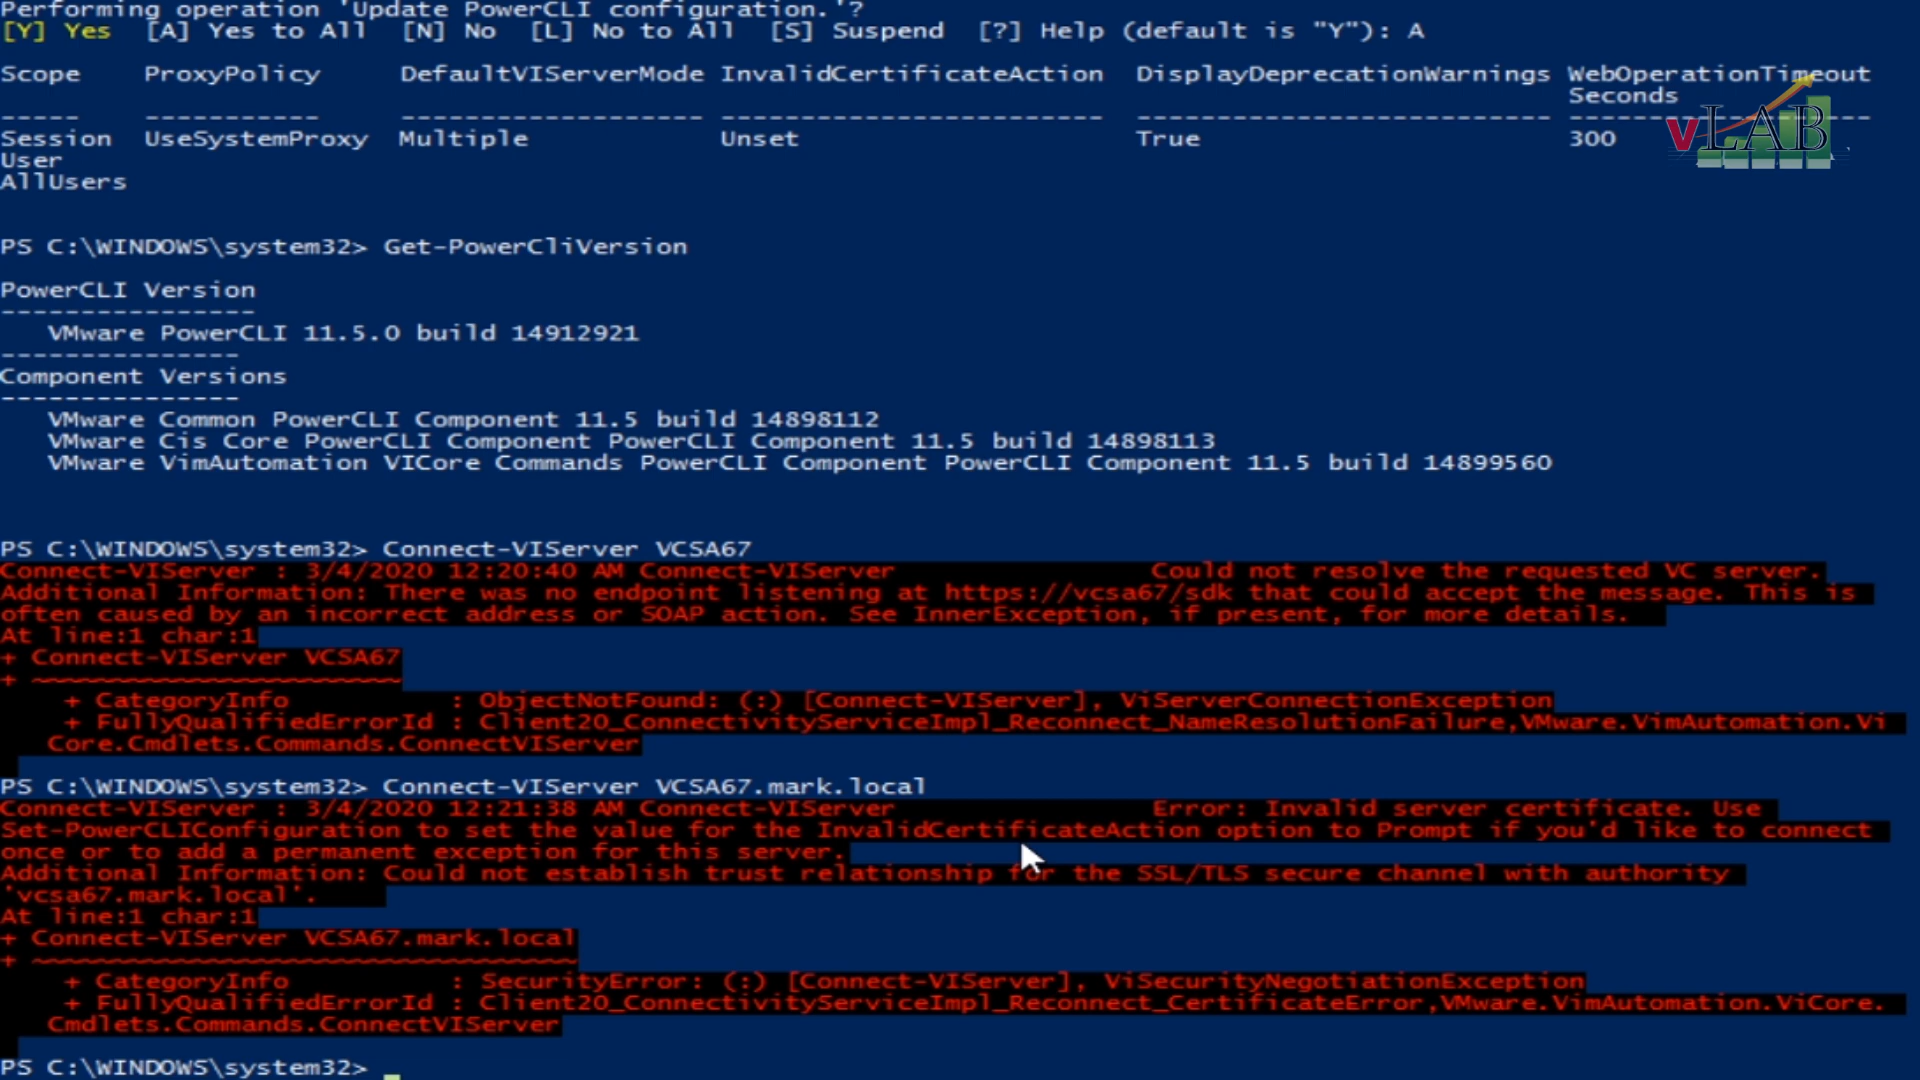 Performing operation 'Update PowerCLI configuration.'?
[Y] Yes  [A] Yes to All  [N] No  [L] No to All  [S] Suspend  [?] Help (default is "Y"): A
Scope    ProxyPolicy     DefaultVIServerMode InvalidCertificateAction  DisplayDeprecationWarnings WebOperationTimeout
Seconds
-----    -----------     ------------------- ------------------------  -------------------------- -------------------
Session  UseSystemProxy  Multiple            Unset                     True                       300
User
AllUsers
vLAB
PS C:\WINDOWS\system32> Get-PowerCliVersion
PowerCLI Version
----------------
   VMware PowerCLI 11.5.0 build 14912921
---------------
Component Versions
---------------
   VMware Common PowerCLI Component 11.5 build 14898112
   VMware Cis Core PowerCLI Component PowerCLI Component 11.5 build 14898113
   VMware VimAutomation VICore Commands PowerCLI Component PowerCLI Component 11.5 build 14899560
PS C:\WINDOWS\system32> Connect-VIServer VCSA67
Connect-VIServer : 3/4/2020 12:20:40 AM Connect-VIServer                Could not resolve the requested VC server.
Additional Information: There was no endpoint listening at https://vcsa67/sdk that could accept the message. This is
often caused by an incorrect address or SOAP action. See InnerException, if present, for more details.
At line:1 char:1
+ Connect-VIServer VCSA67
+ ~~~~~~~~~~~~~~~~~~~~~~~
    + CategoryInfo          : ObjectNotFound: (:) [Connect-VIServer], ViServerConnectionException
    + FullyQualifiedErrorId : Client20_ConnectivityServiceImpl_Reconnect_NameResolutionFailure,VMware.VimAutomation.Vi
   Core.Cmdlets.Commands.ConnectVIServer
PS C:\WINDOWS\system32> Connect-VIServer VCSA67.mark.local
Connect-VIServer : 3/4/2020 12:21:38 AM Connect-VIServer                Error: Invalid server certificate. Use
Set-PowerCLIConfiguration to set the value for the InvalidCertificateAction option to Prompt if you'd like to connect
once or to add a permanent exception for this server.
Additional Information: Could not establish trust relationship for the SSL/TLS secure channel with authority
'vcsa67.mark.local'.
At line:1 char:1
+ Connect-VIServer VCSA67.mark.local
+ ~~~~~~~~~~~~~~~~~~~~~~~~~~~~~~~~~~
    + CategoryInfo          : SecurityError: (:) [Connect-VIServer], ViSecurityNegotiationException
    + FullyQualifiedErrorId : Client20_ConnectivityServiceImpl_Reconnect_CertificateError,VMware.VimAutomation.ViCore.
   Cmdlets.Commands.ConnectVIServer
PS C:\WINDOWS\system32>